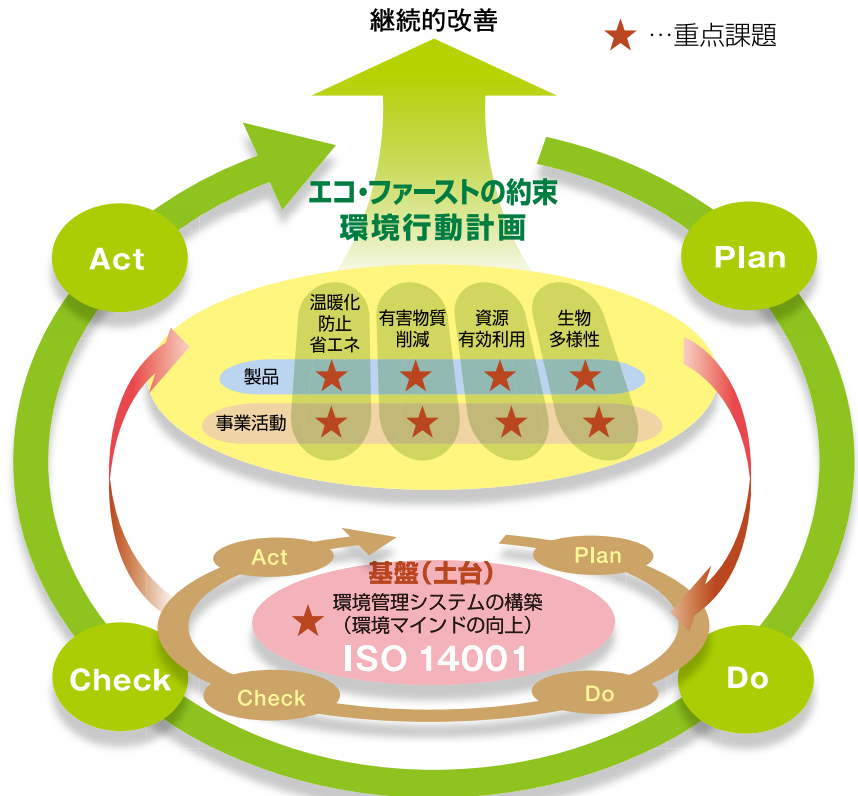 継続的改善
★ …重点課題
エコ・ファーストの約束
環境行動計画
Act
Plan
温暖化
防止
省エネ
有害物質
削減
資源
有効利用
生物
多様性
製品 ★ ★ ★ ★
事業活動 ★ ★ ★ ★
Act
Plan
基盤(土台)
★ 環境管理システムの構築
(環境マインドの向上)
ISO 14001
Check
Do
Check
Do